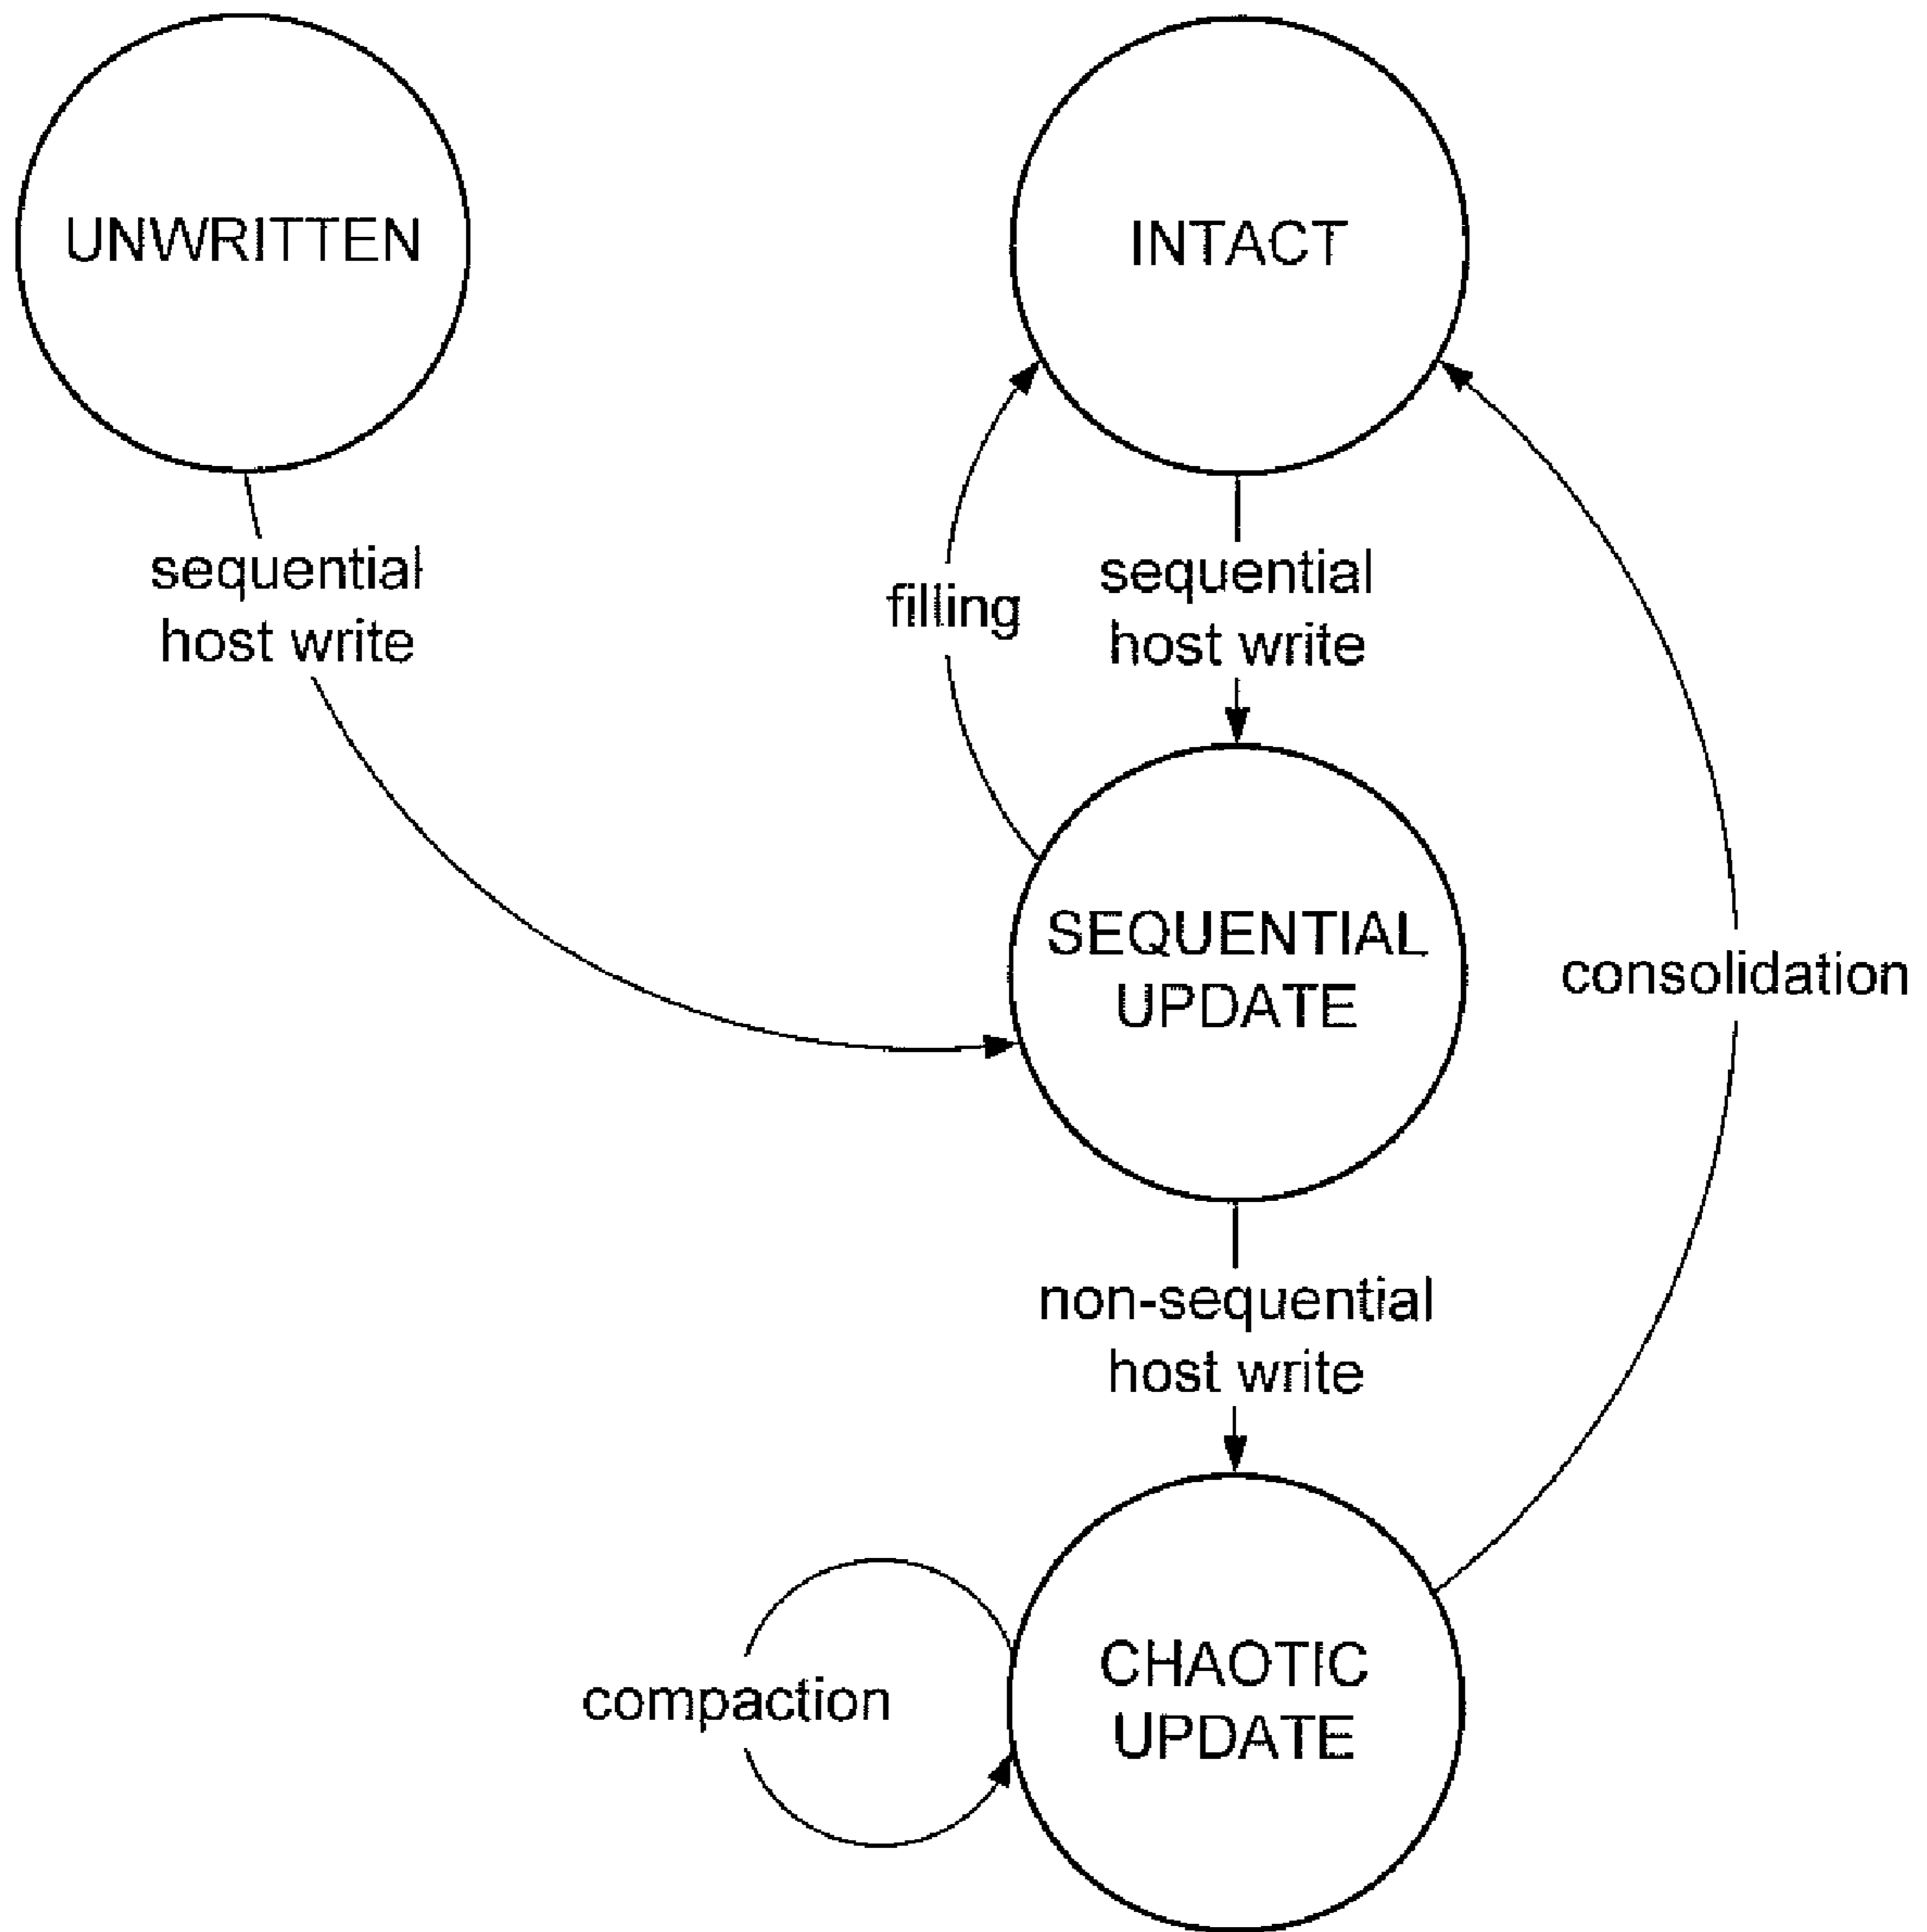 UNWRITTEN
INTACT
sequential
host write
filling
sequential
host write
SEQUENTIAL
UPDATE
consolidation
non-sequential
host write
CHAOTIC
UPDATE
compaction